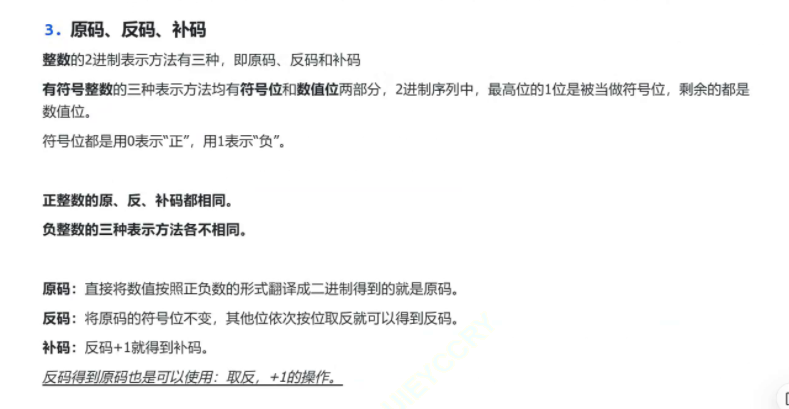 3. 原码、反码、补码
整数的2进制表示方法有三种，即原码、反码和补码
有符号整数的三种表示方法均有符号位和数值位两部分，2进制序列中，最高位的1位是被当做符号位，剩余的都是
数值位。
符号位都是用0表示“正”，用1表示“负”。
正整数的原、反、补码都相同。
负整数的三种表示方法各不相同。
原码：直接将数值按照正负数的形式翻译成二进制得到的就是原码。
反码：将原码的符号位不变，其他位依次按位取反就可以得到反码。
补码：反码+1就得到补码。
反码得到原码也是可以使用：取反，+1的操作。